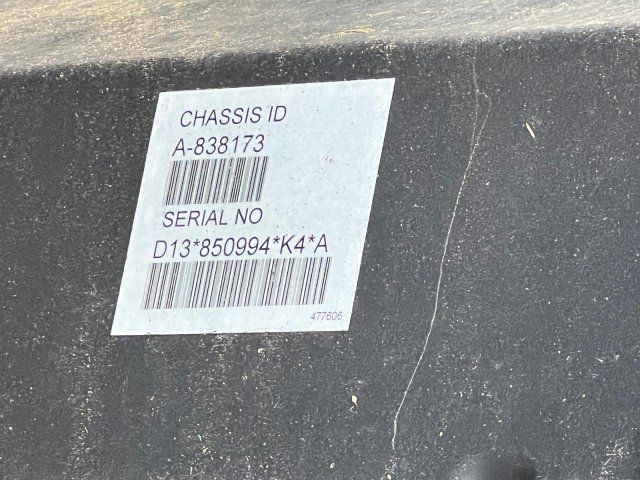 CHASSIS ID
A-838173
SERIAL NO
D13*850994*K4*A
477606